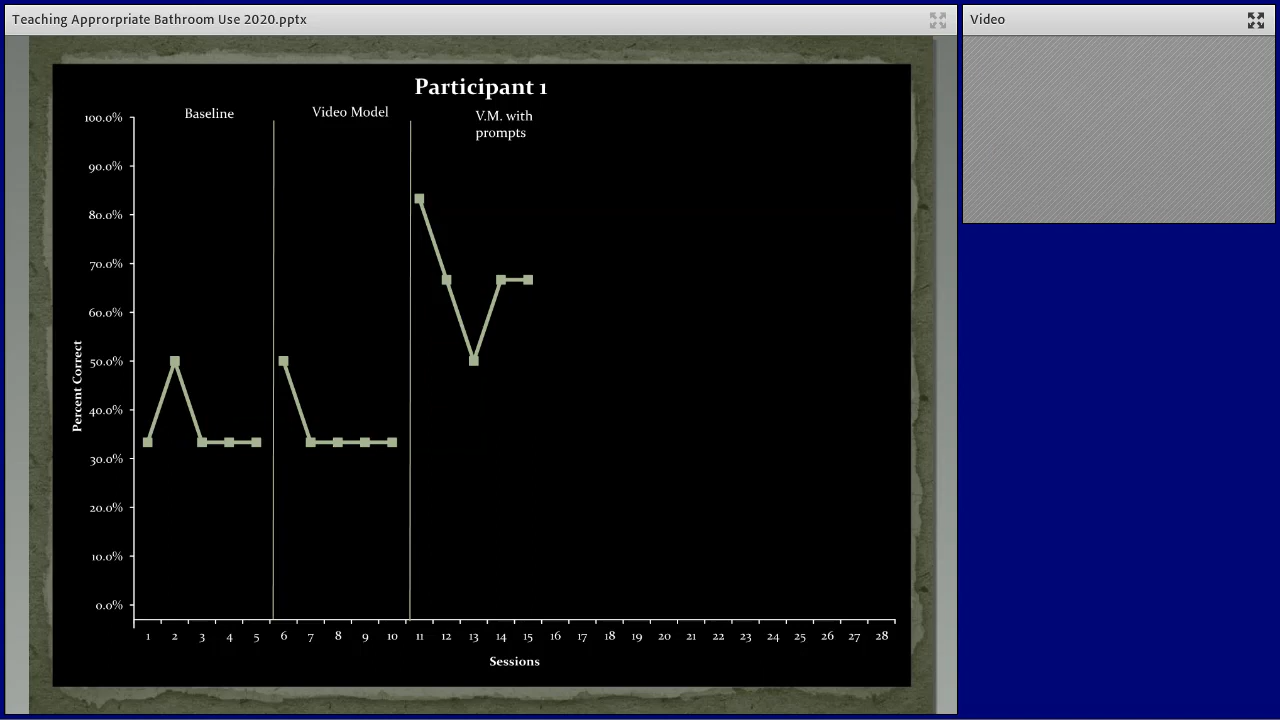 Teaching Approrpriate Bathroom Use 2020.pptx
Video
Participant 1
Baseline
Video Model
V.M. with
prompts
100.0%
90.0%
80.0%
70.0%
60.0%
50.0%
40.0%
30.0%
20.0%
10.0%
0.0%
Percent Correct
1 2 3 4 5 6 7 8 9 10 11 12 13 14 15 16 17 18 19 20 21 22 23 24 25 26 27 28
Sessions